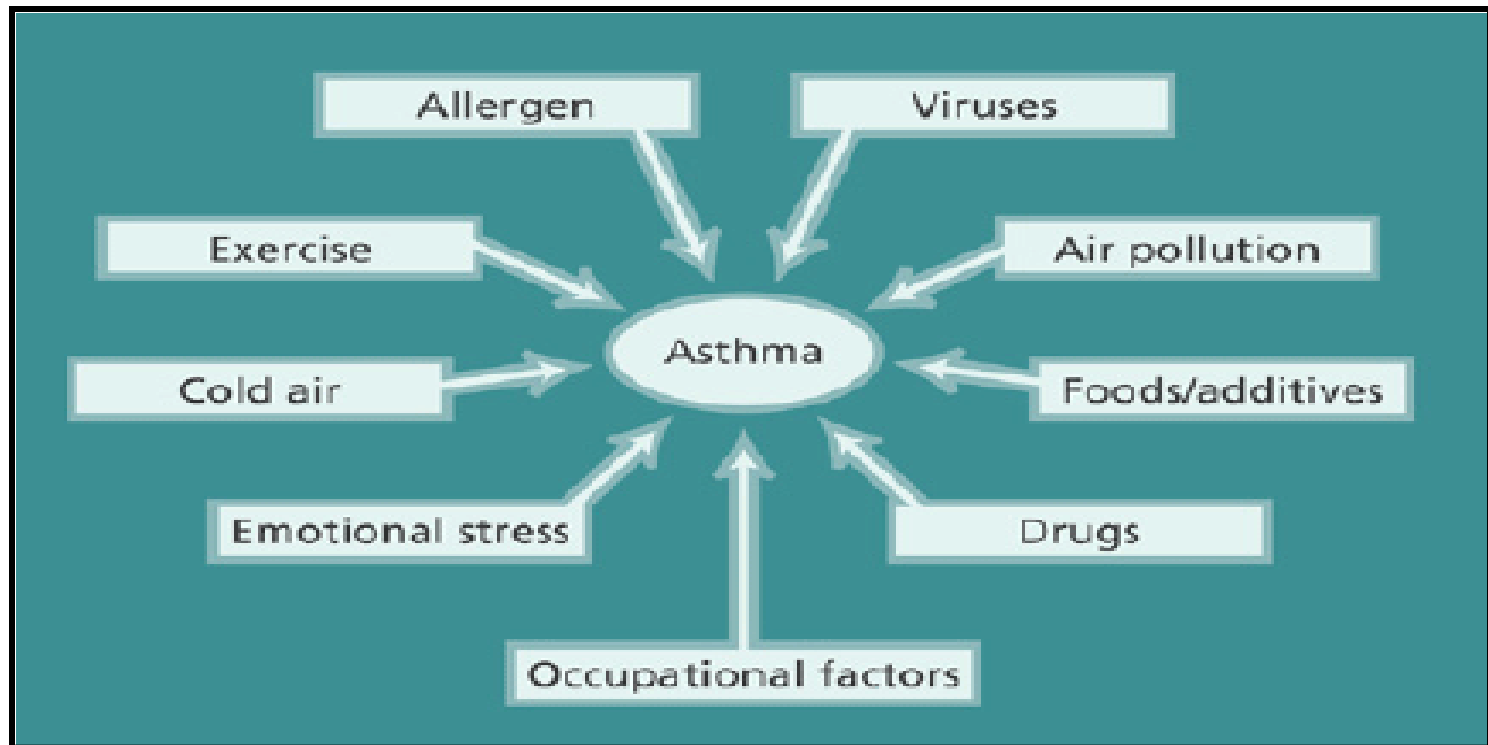 Allergen
Viruses
Exercise
Air pollution
Asthma
Cold air
Foods/additives
Emotional stress
Drugs
Occupational factors